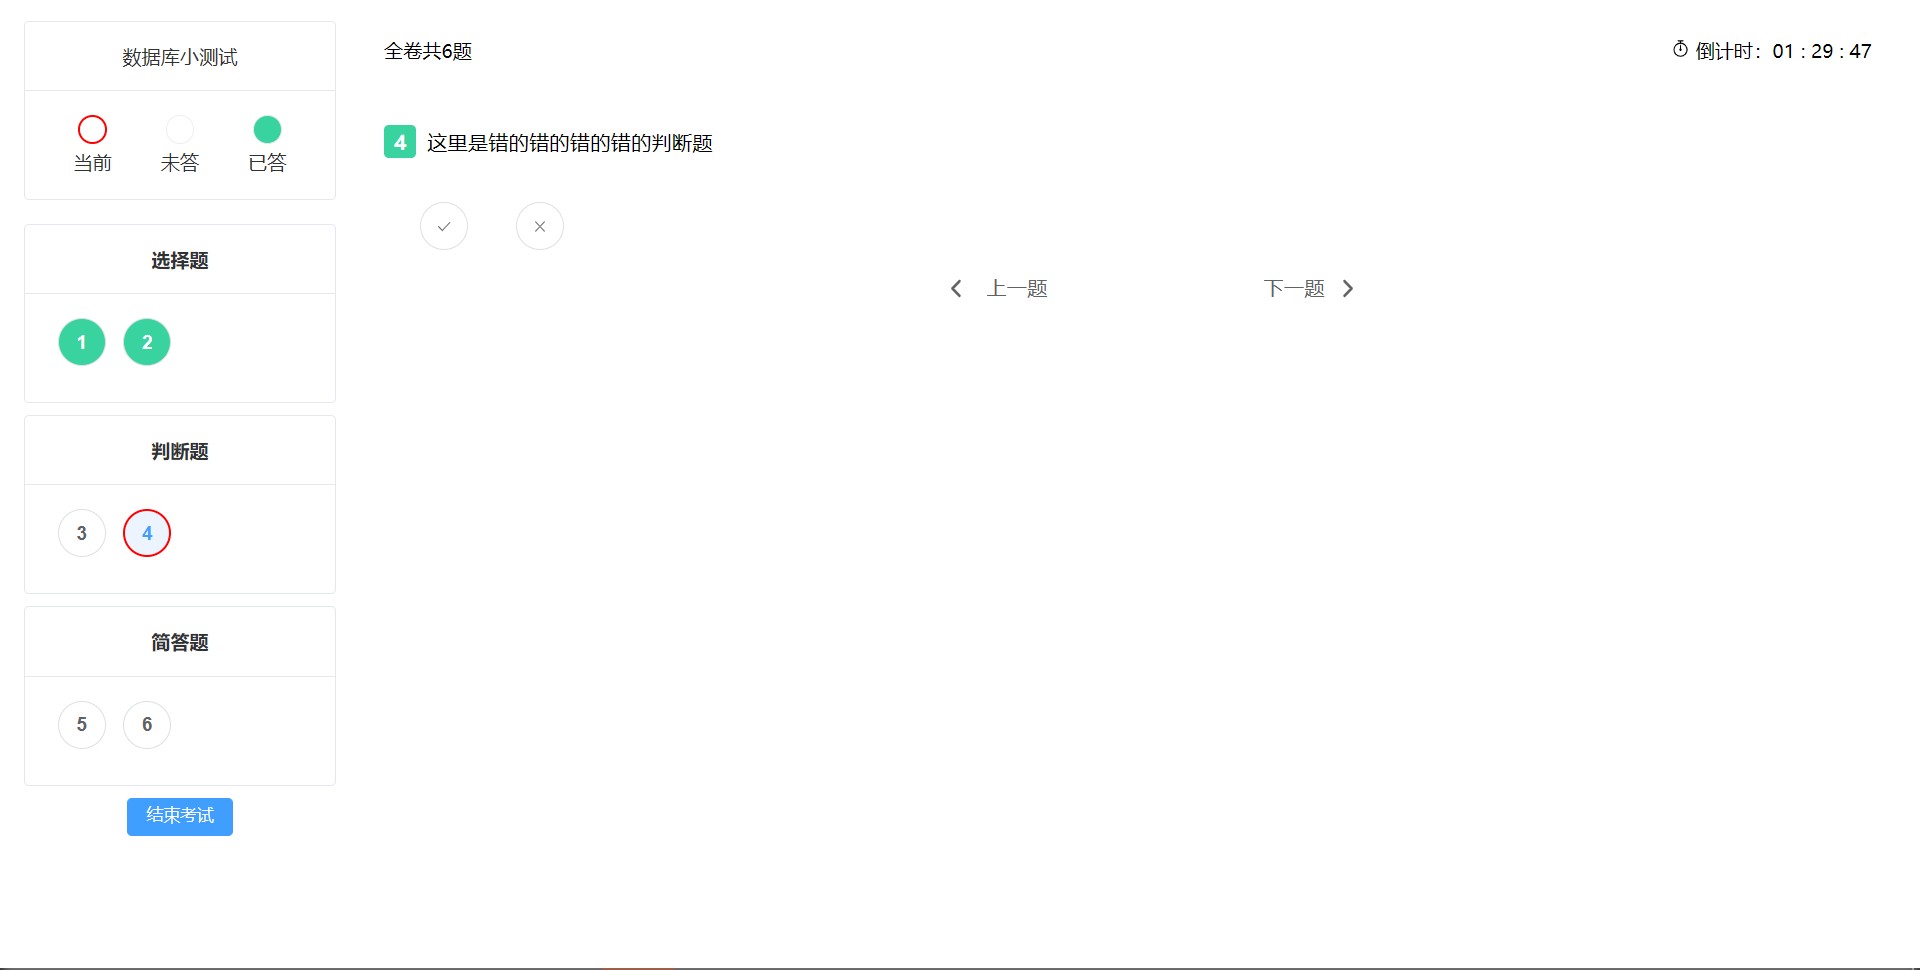 数据库小测试
当前 未答 已答
选择题
1 2
判断题
3 4
简答题
5 6
结束考试
全卷共6题
倒计时：01 : 29 : 47
4 这里是错的错的错的错的判断题
上一题 下一题